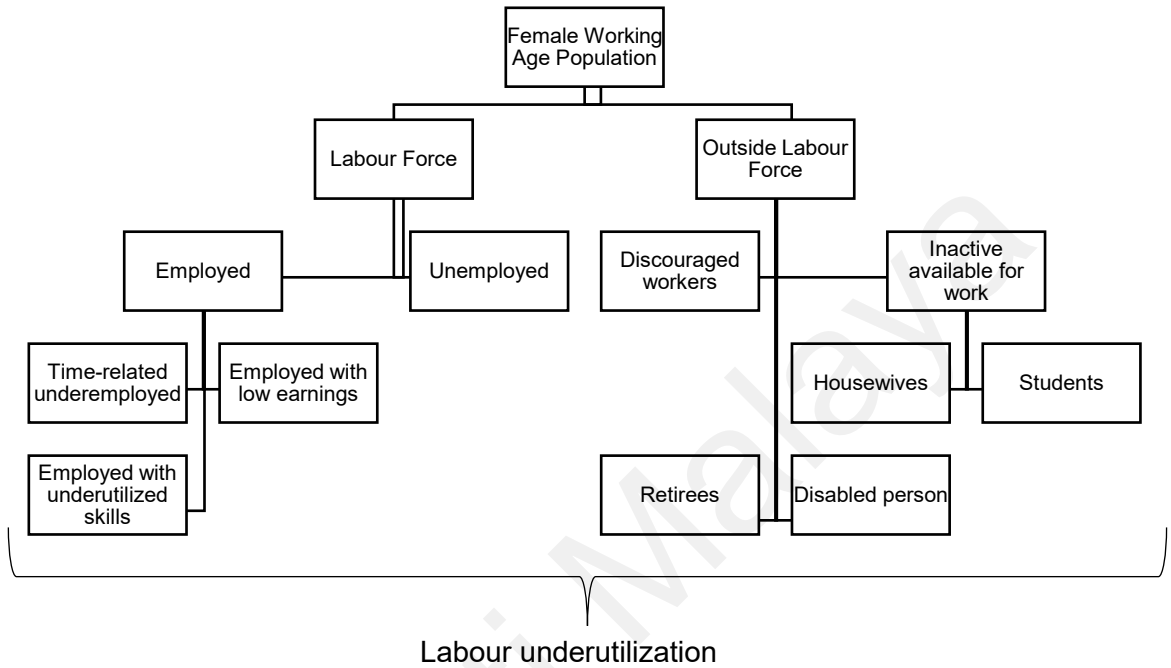 Female Working
Age Population
Labour Force
Outside Labour
Force
Employed
Unemployed
Discouraged
workers
Inactive
available for
work
Time-related
underemployed
Employed with
low earnings
Housewives
Students
Employed with
underutilized
skills
Retirees
Disabled person
Labour underutilization
Malaya